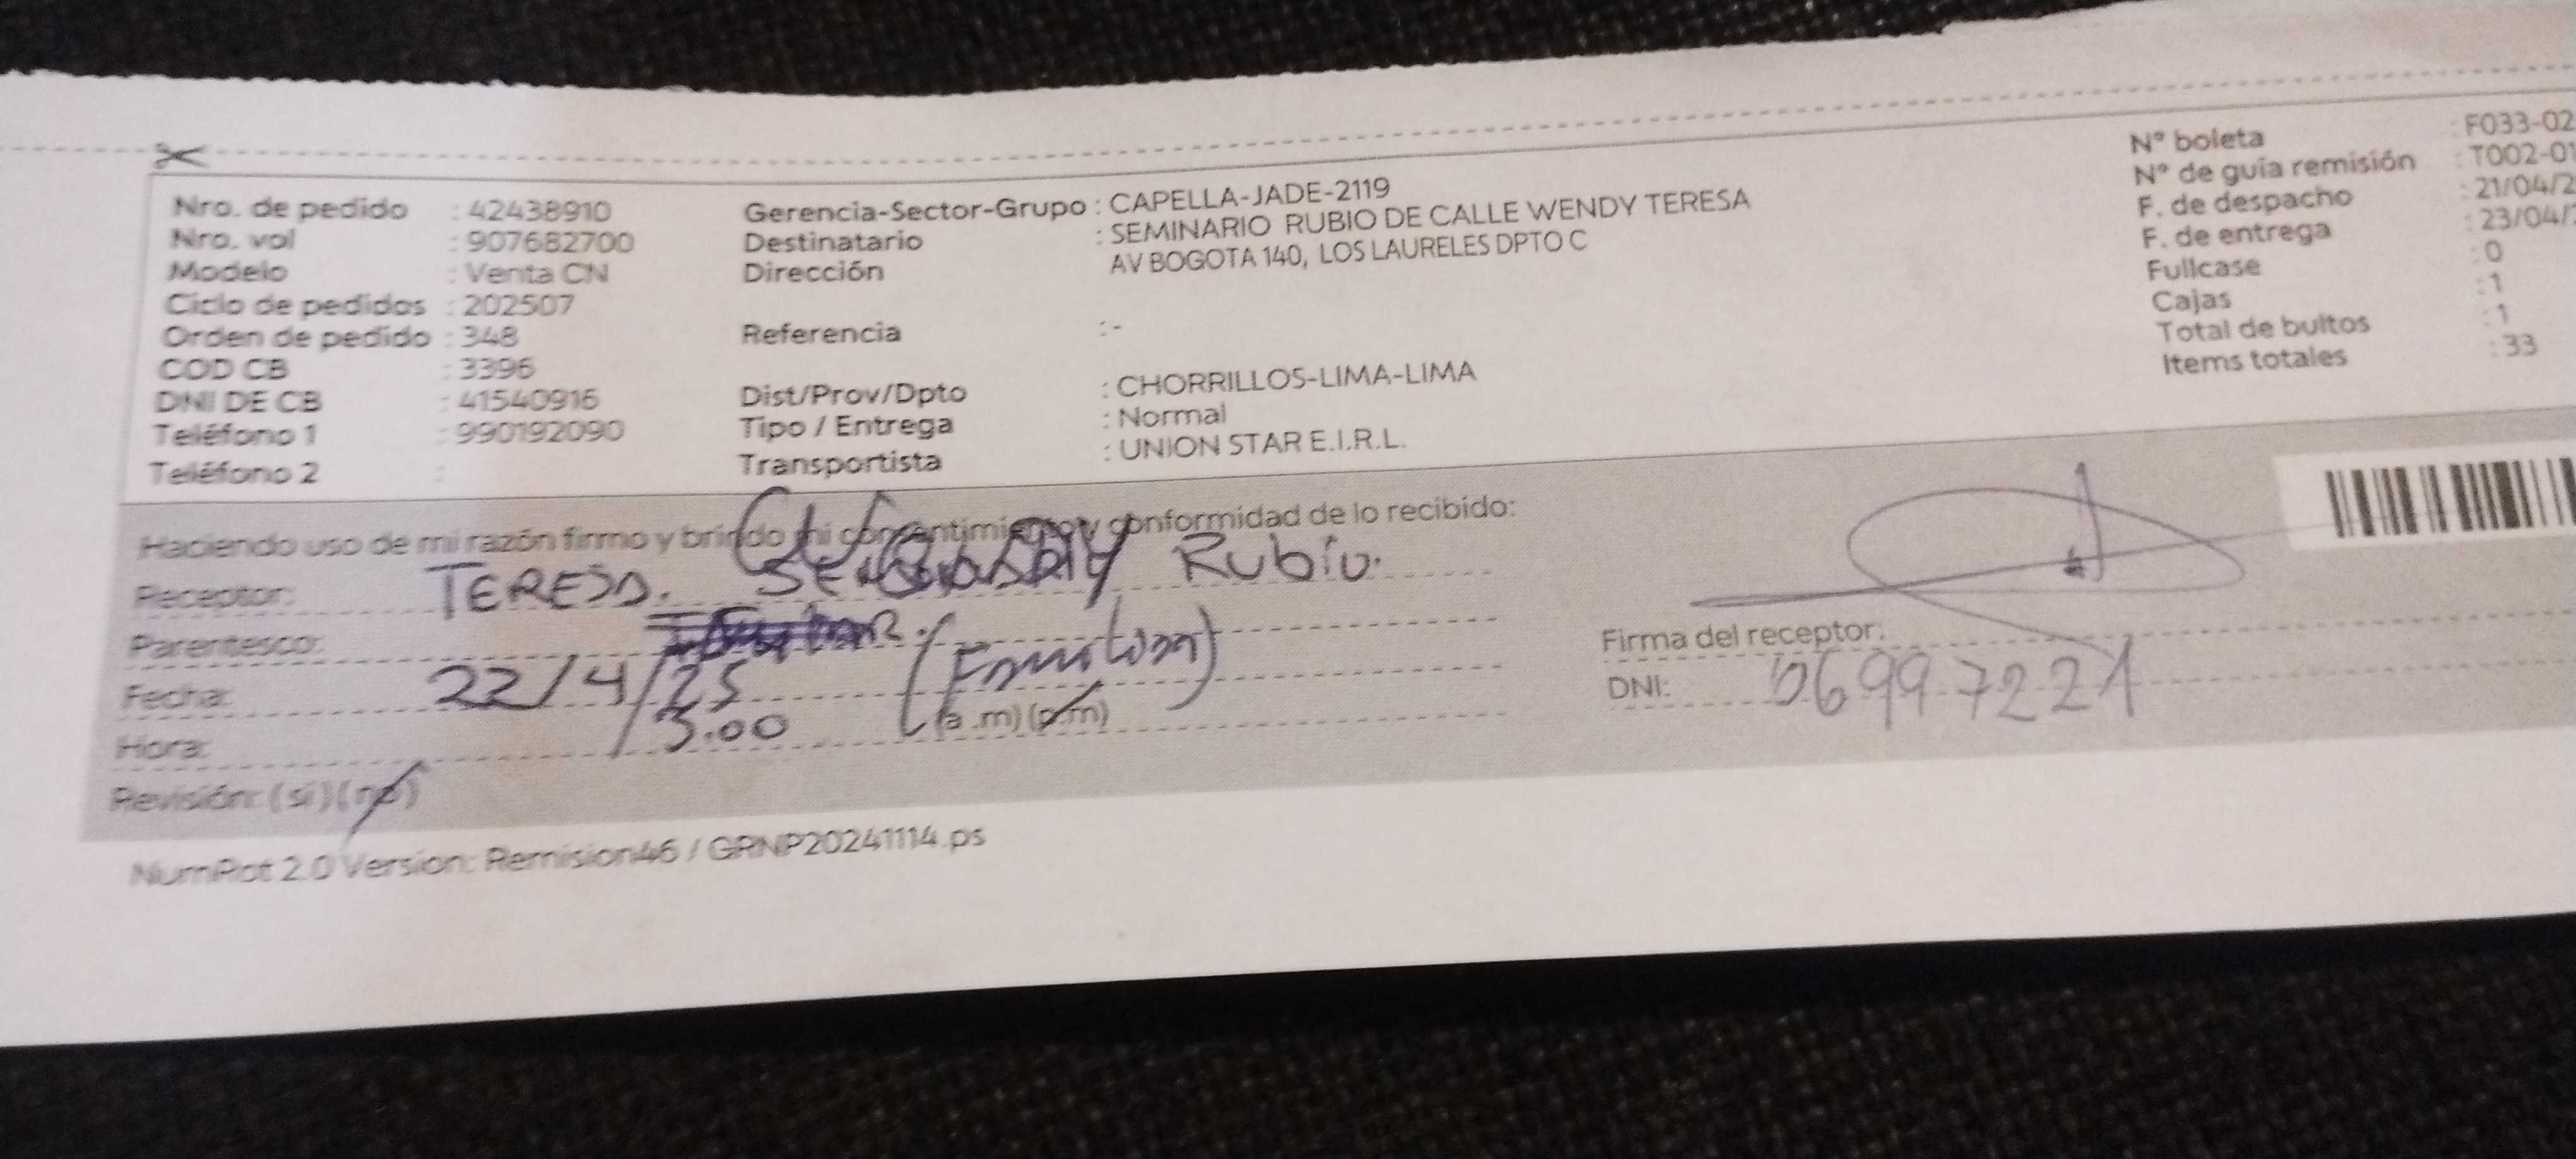 Nro. de pedido : 42438910
Nro. vol : 907682700
Modelo : Venta CN
Ciclo de pedidos : 202507
Orden de pedido : 348
COD CB : 3396
DNI DE CB : 41540916
Teléfono 1 : 990192090
Teléfono 2 :
Gerencia-Sector-Grupo : CAPELLA-JADE-2119
Destinatario : SEMINARIO RUBIO DE CALLE WENDY TERESA
Dirección AV BOGOTA 140, LOS LAURELES DPTO C
Referencia : -
Dist/Prov/Dpto : CHORRILLOS-LIMA-LIMA
Tipo / Entrega : Normal
Transportista : UNION STAR E.I.R.L.
N° boleta : F033-02
N° de guía remisión : T002-01
F. de despacho : 21/04/2
F. de entrega : 23/04/
Fullcase : 0
Cajas : 1
Total de bultos : 1
Items totales : 33
Haciendo uso de mi razón firmo y brindo mi consentimiento y conformidad de lo recibido:
Receptor: TERESA. Rubio.
Parentesco:
Fecha: 22/4/25
Hora: 3.00 (a.m) (p.m)
Revisión: (si) (no)
Firma del receptor:
DNI: 06997221
NumRot 2.0 Version: Remision46 / GRNP20241114.ps